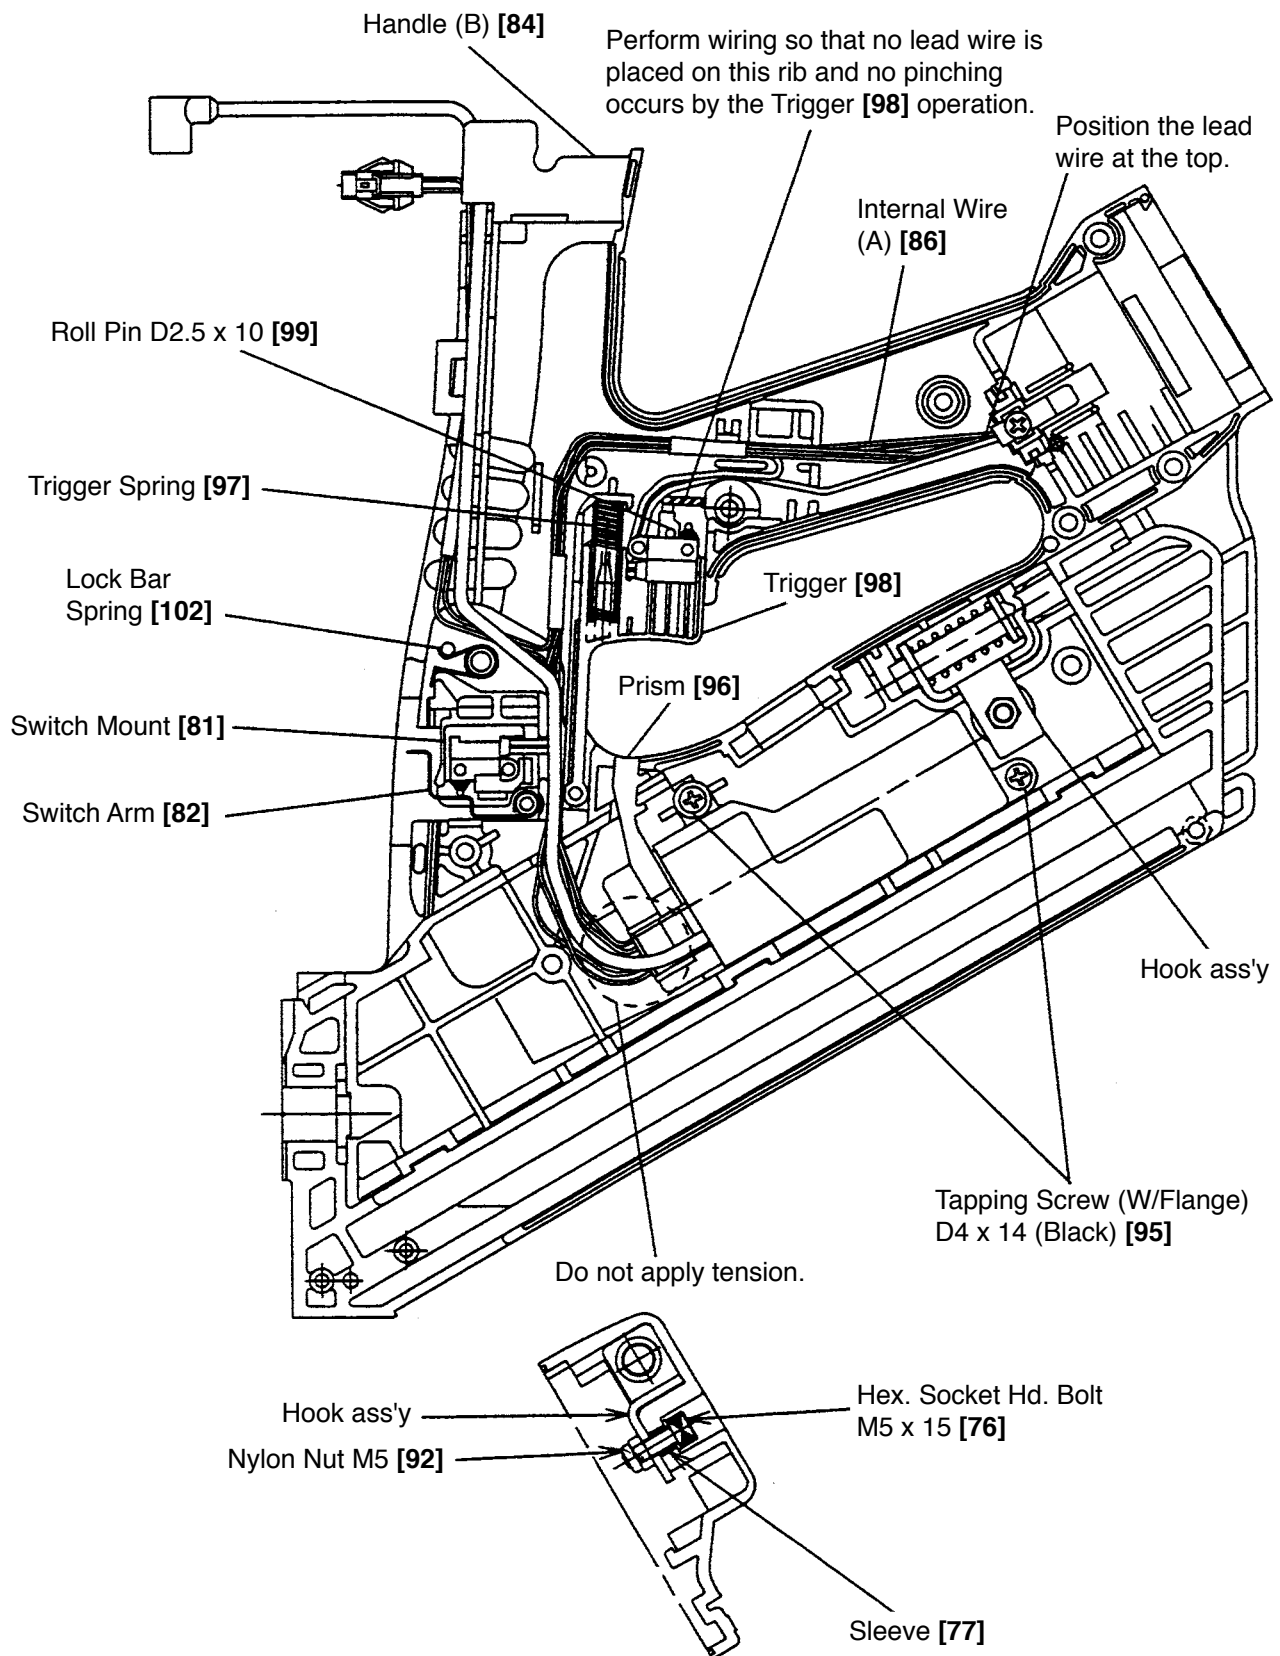 Handle (B) [84]
Perform wiring so that no lead wire is
placed on this rib and no pinching
occurs by the Trigger [98] operation.
Position the lead
wire at the top.
Internal Wire
(A) [86]
Roll Pin D2.5 x 10 [99]
Trigger Spring [97]
Lock Bar
Spring [102]
Trigger [98]
Prism [96]
Switch Mount [81]
Switch Arm [82]
Hook ass'y
Tapping Screw (W/Flange)
D4 x 14 (Black) [95]
Do not apply tension.
Hook ass'y
Hex. Socket Hd. Bolt
M5 x 15 [76]
Nylon Nut M5 [92]
Sleeve [77]